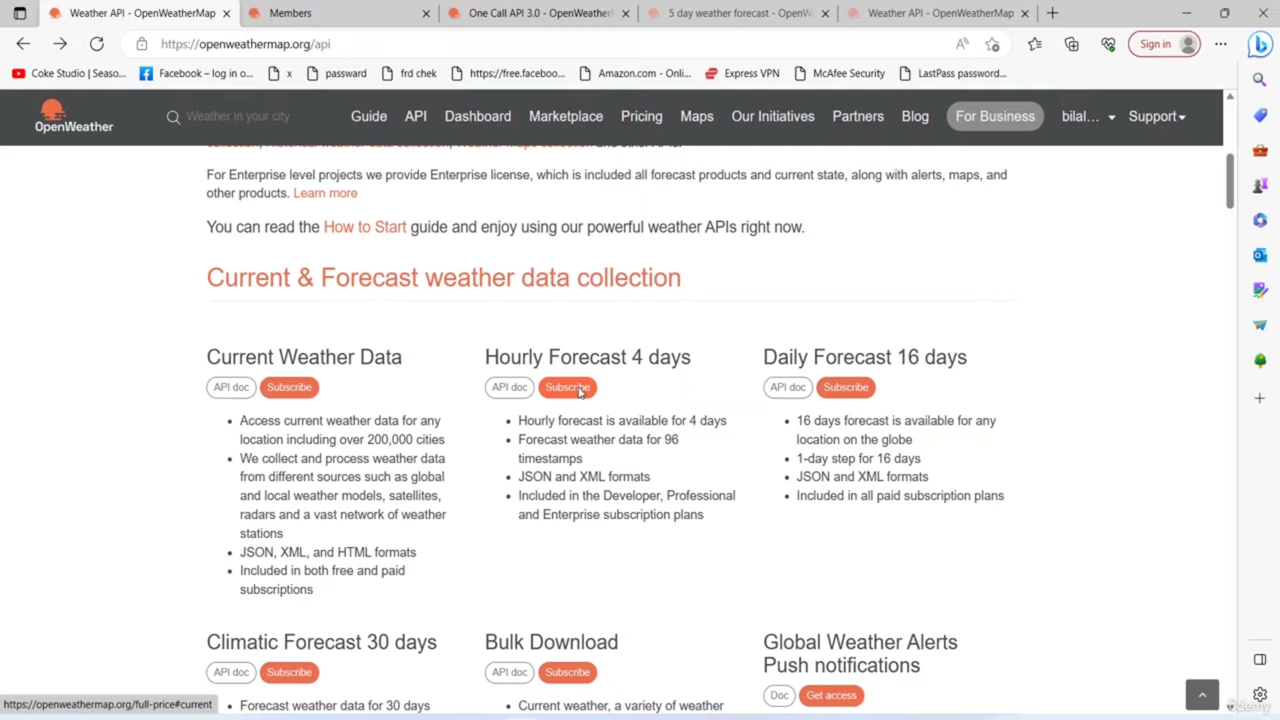 Weather API - OpenWeatherMap
Members
One Call API 3.0 - OpenWeather
5 day weather forecast - OpenW
Weather API - OpenWeatherMap
https://openweathermap.org/api
Sign in
Coke Studio | Seaso...
Facebook – log in o...
x
passward
frd chek
https://free.faceboo...
Amazon.com - Onli...
Express VPN
McAfee Security
LastPass password...
OpenWeather
Weather in your city
Guide
API
Dashboard
Marketplace
Pricing
Maps
Our Initiatives
Partners
Blog
For Business
bilal...
Support
collection, Historical weather data collection, Weather Maps collection and other APIs.
For Enterprise level projects we provide Enterprise license, which is included all forecast products and current state, along with alerts, maps, and
other products. Learn more
You can read the How to Start guide and enjoy using our powerful weather APIs right now.
Current & Forecast weather data collection
Current Weather Data
API doc Subscribe
• Access current weather data for any
location including over 200,000 cities
• We collect and process weather data
from different sources such as global
and local weather models, satellites,
radars and a vast network of weather
stations
• JSON, XML, and HTML formats
• Included in both free and paid
subscriptions
Hourly Forecast 4 days
API doc Subscribe
• Hourly forecast is available for 4 days
• Forecast weather data for 96
timestamps
• JSON and XML formats
• Included in the Developer, Professional
and Enterprise subscription plans
Daily Forecast 16 days
API doc Subscribe
• 16 days forecast is available for any
location on the globe
• 1-day step for 16 days
• JSON and XML formats
• Included in all paid subscription plans
Climatic Forecast 30 days
API doc Subscribe
• Forecast weather data for 30 days
Bulk Download
API doc Subscribe
• Current weather, a variety of weather
Global Weather Alerts
Push notifications
Doc Get access
https://openweathermap.org/full-price#current
Udemy